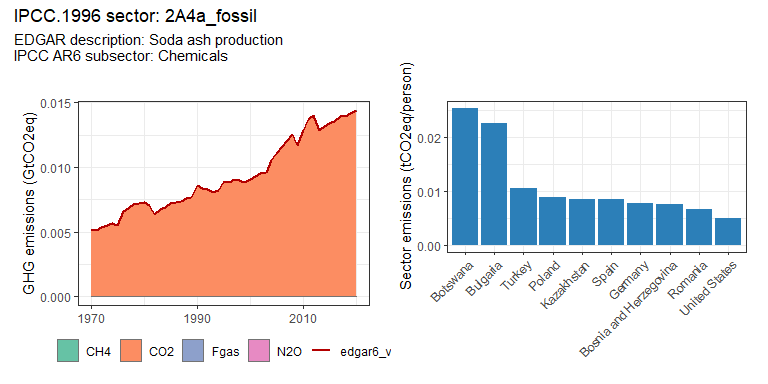 IPCC.1996 sector: 2A4a_fossil
EDGAR description: Soda ash production
IPCC AR6 subsector: Chemicals
GHG emissions (GtCO2eq)
0.015
0.010
0.005
0.000
1970
1990
2010
CH4
CO2
Fgas
N2O
edgar6_v
Sector emissions (tCO2eq/person)
0.02
0.01
0.00
Botswana
Bulgaria
Turkey
Poland
Kazakhstan
Spain
Germany
Bosnia and Herzegovina
Romania
United States